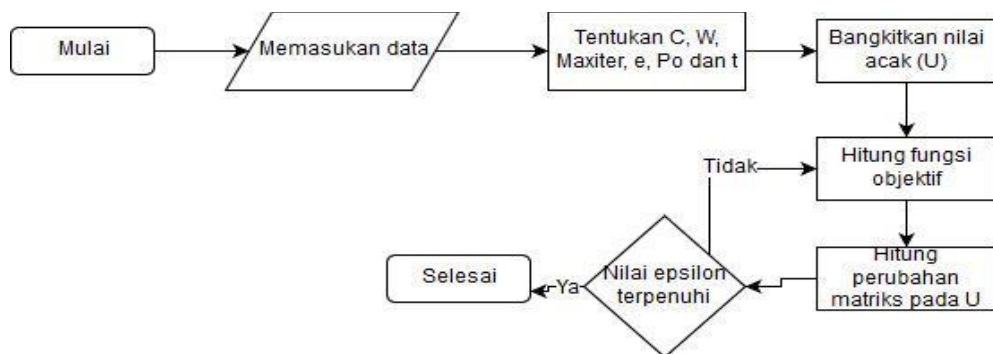 Mulai
Memasukan data
Tentukan C, W,
Maxiter, e, Po dan t
Bangkitkan nilai
acak (U)
Hitung fungsi
objektif
Hitung
perubahan
matriks pada U
Nilai epsilon
terpenuhi
Tidak
Ya
Selesai